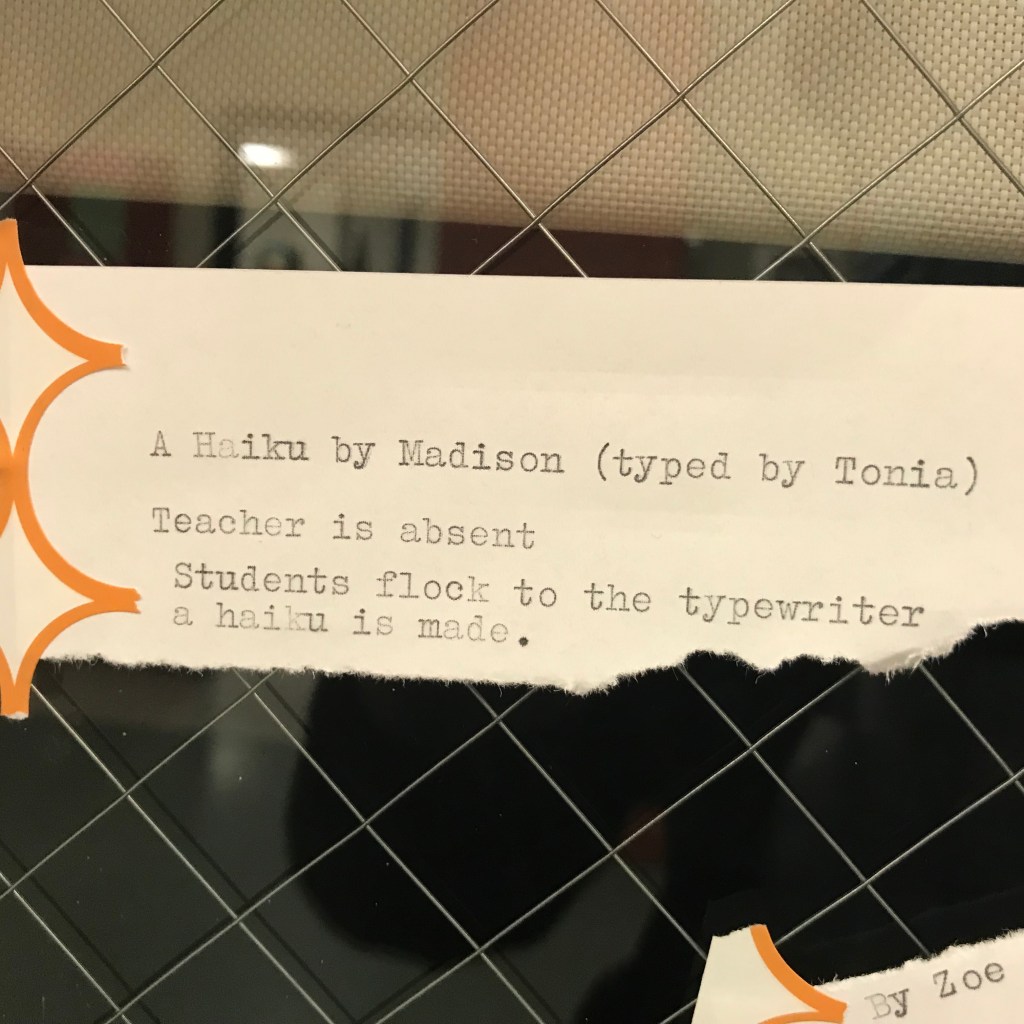 A Haiku by Madison (typed by Tonia)
Teacher is absent
Students flock to the typewriter
a haiku is made.
By Zoe